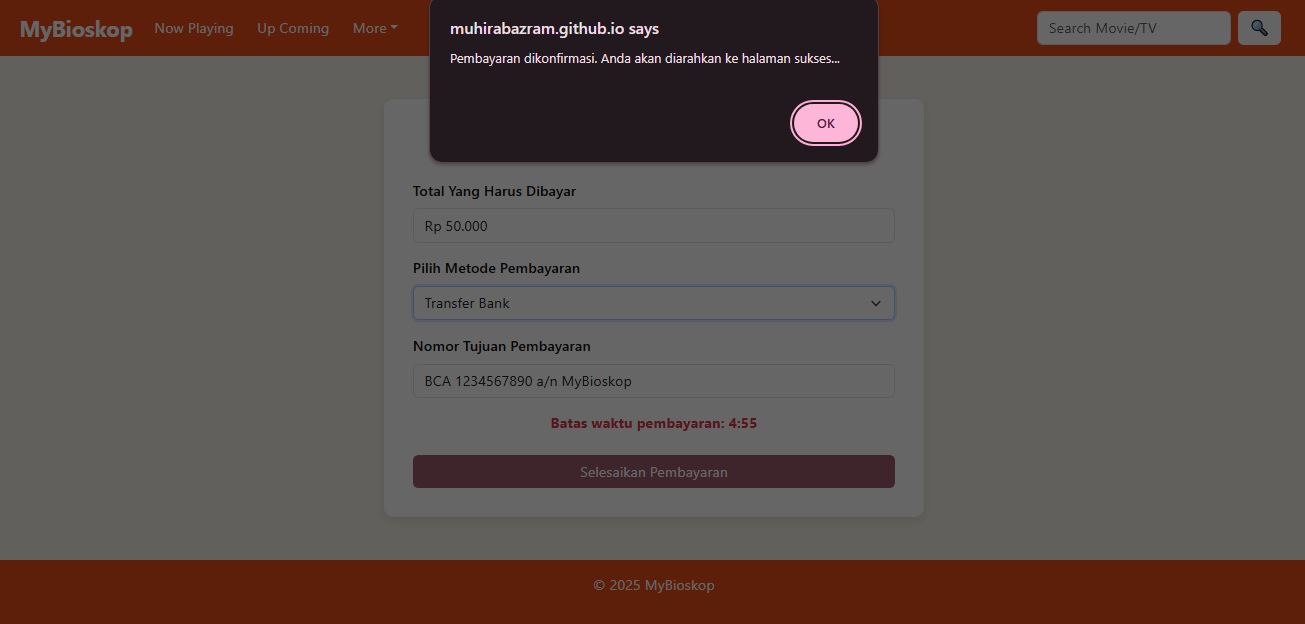 MyBioskop
Now Playing
Up Coming
More
Search Movie/TV
muhirabazram.github.io says
Pembayaran dikonfirmasi. Anda akan diarahkan ke halaman sukses...
OK
Total Yang Harus Dibayar
Rp 50.000
Pilih Metode Pembayaran
Transfer Bank
Nomor Tujuan Pembayaran
BCA 1234567890 a/n MyBioskop
Batas waktu pembayaran: 4:55
Selesaikan Pembayaran
© 2025 MyBioskop